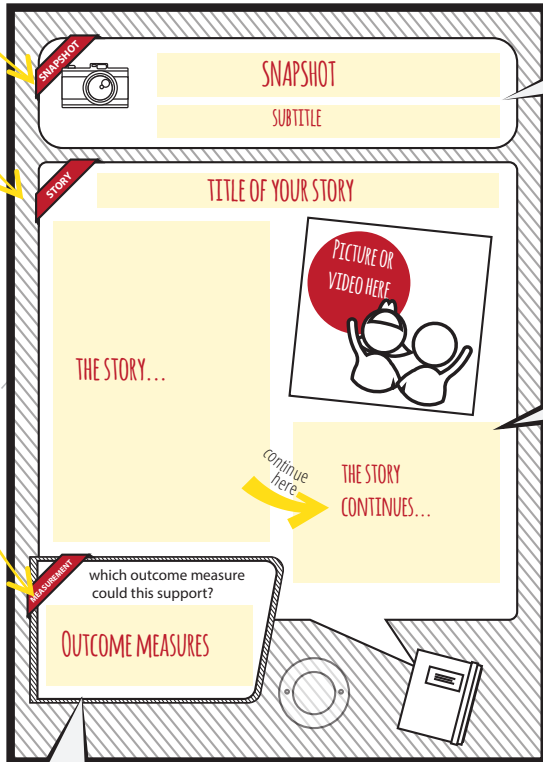 SNAPSHOT
SNAPSHOT
SUBTITLE
STORY
TITLE OF YOUR STORY
PICTURE OR
VIDEO HERE
THE STORY...
continue
here
THE STORY
CONTINUES...
MEASUREMENT
which outcome measure
could this support?
OUTCOME MEASURES